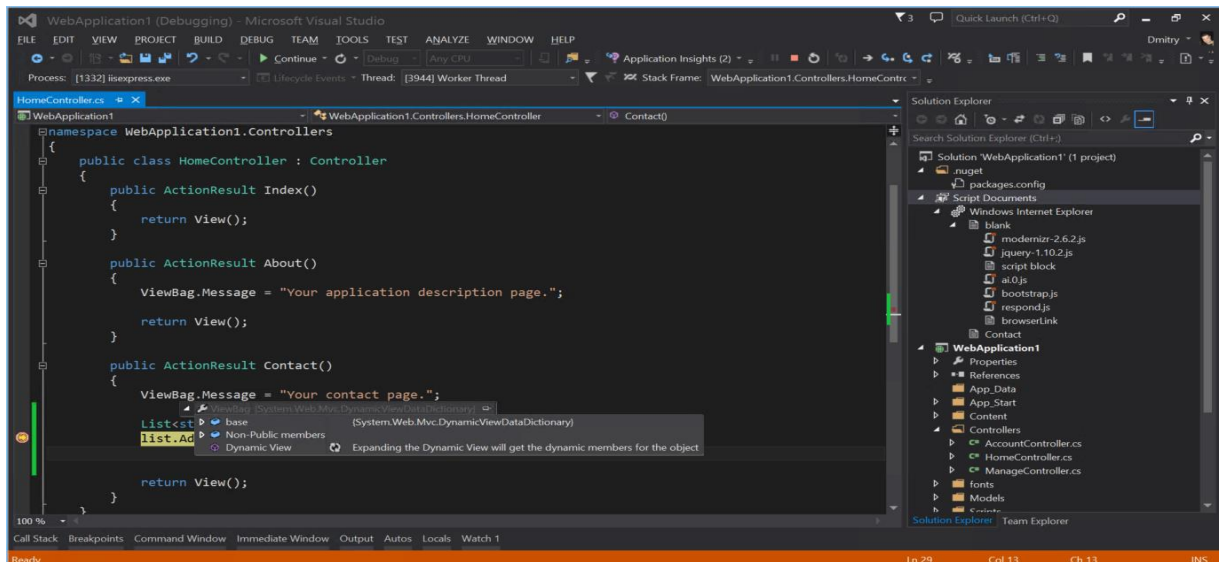 WebApplication1 (Debugging) - Microsoft Visual Studio
3 Quick Launch (Ctrl+Q)
FILE EDIT VIEW PROJECT BUILD DEBUG TEAM TOOLS TEST ANALYZE WINDOW HELP
Dmitry
Continue Debug Any CPU Application Insights (2)
Process: [1332] iisexpress.exe Lifecycle Events Thread: [3944] Worker Thread Stack Frame: WebApplication1.Controllers.HomeContrc
HomeController.cs
WebApplication1 WebApplication1.Controllers.HomeController Contact()
namespace WebApplication1.Controllers
{
public class HomeController : Controller
{
public ActionResult Index()
{
return View();
}
public ActionResult About()
{
ViewBag.Message = "Your application description page.";
return View();
}
public ActionResult Contact()
{
ViewBag.Message = "Your contact page.";
ViewBag {System.Web.Mvc.DynamicViewDataDictionary}
List<st
base {System.Web.Mvc.DynamicViewDataDictionary}
list.Ad
Non-Public members
Dynamic View Expanding the Dynamic View will get the dynamic members for the object
return View();
}
}
100 %
Solution Explorer
Search Solution Explorer (Ctrl+;)
Solution 'WebApplication1' (1 project)
.nuget
packages.config
Script Documents
Windows Internet Explorer
blank
modernizr-2.6.2.js
jquery-1.10.2.js
script block
ai.0.js
bootstrap.js
respond.js
browserLink
Contact
WebApplication1
Properties
References
App_Data
App_Start
Content
Controllers
C# AccountController.cs
C# HomeController.cs
C# ManageController.cs
fonts
Models
Scripts
Solution Explorer Team Explorer
Call Stack Breakpoints Command Window Immediate Window Output Autos Locals Watch 1
Ready Ln 29 Col 13 Ch 13 INS